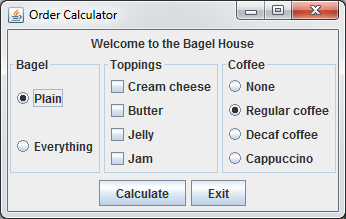 Order Calculator
Welcome to the Bagel House
Bagel
Plain
Everything
Toppings
Cream cheese
Butter
Jelly
Jam
Coffee
None
Regular coffee
Decaf coffee
Cappuccino
Calculate
Exit